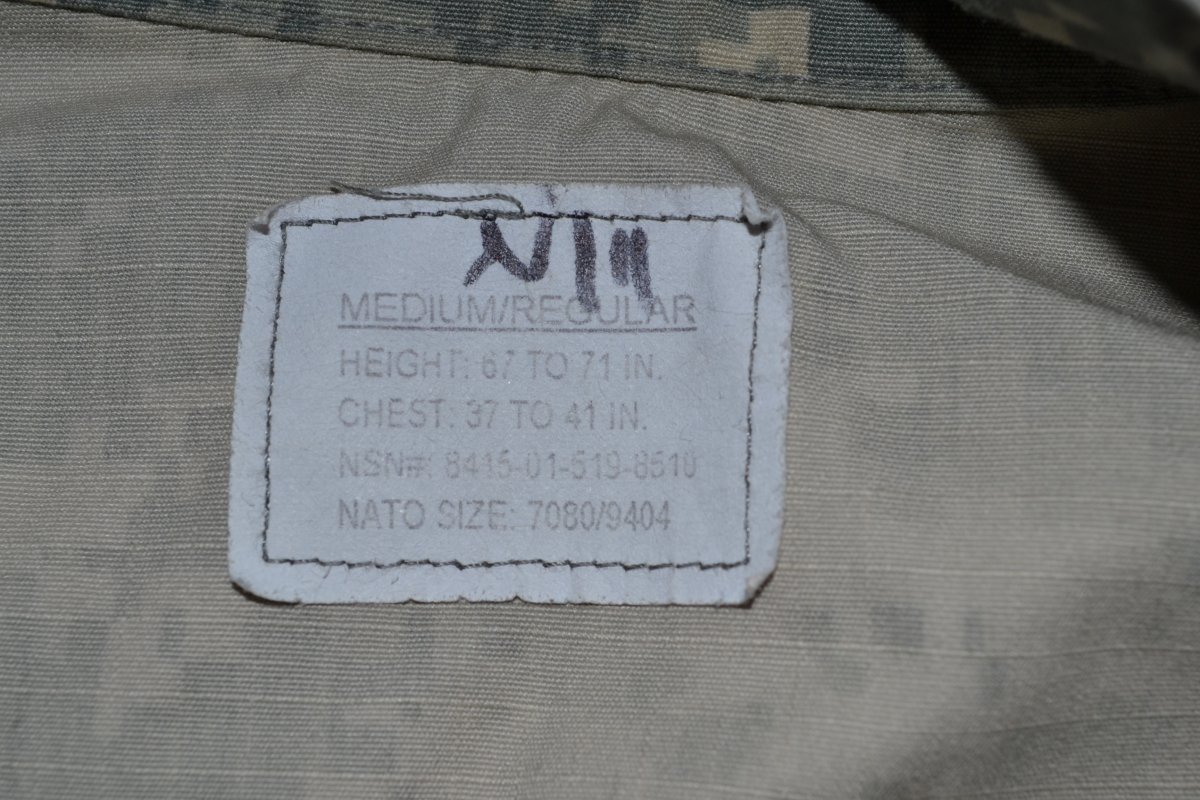 MEDIUM/REGULAR
HEIGHT: 67 TO 71 IN.
CHEST: 37 TO 41 IN.
NSN#: 8415-01-519-8510
NATO SIZE: 7080/9404